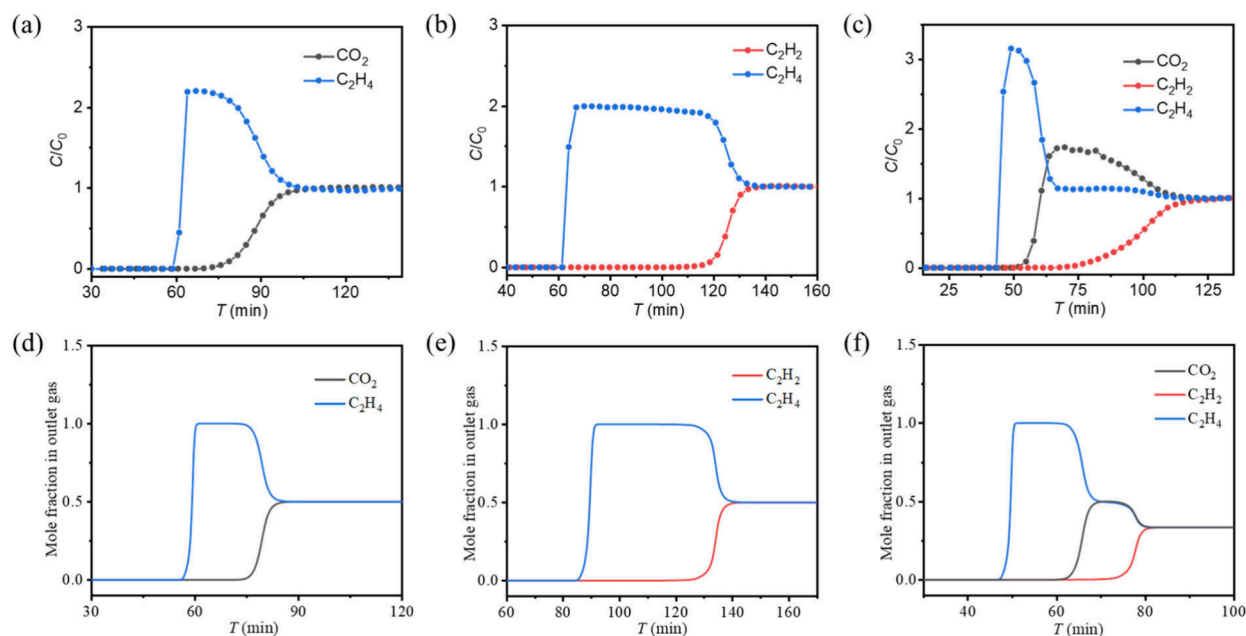 (a)
3
2
1
0
C/C₀
CO₂
C₂H₄
30 60 90 120
T (min)
(b)
3
2
1
0
C/C₀
C₂H₂
C₂H₄
40 60 80 100 120 140 160
T (min)
(c)
3
2
1
0
C/C₀
CO₂
C₂H₂
C₂H₄
25 50 75 100 125
T (min)
(d)
1.5
1.0
0.5
0.0
Mole fraction in outlet gas
CO₂
C₂H₄
30 60 90 120
T (min)
(e)
1.5
1.0
0.5
0.0
Mole fraction in outlet gas
C₂H₂
C₂H₄
60 80 100 120 140 160
T (min)
(f)
1.5
1.0
0.5
0.0
Mole fraction in outlet gas
CO₂
C₂H₂
C₂H₄
40 60 80 100
T (min)